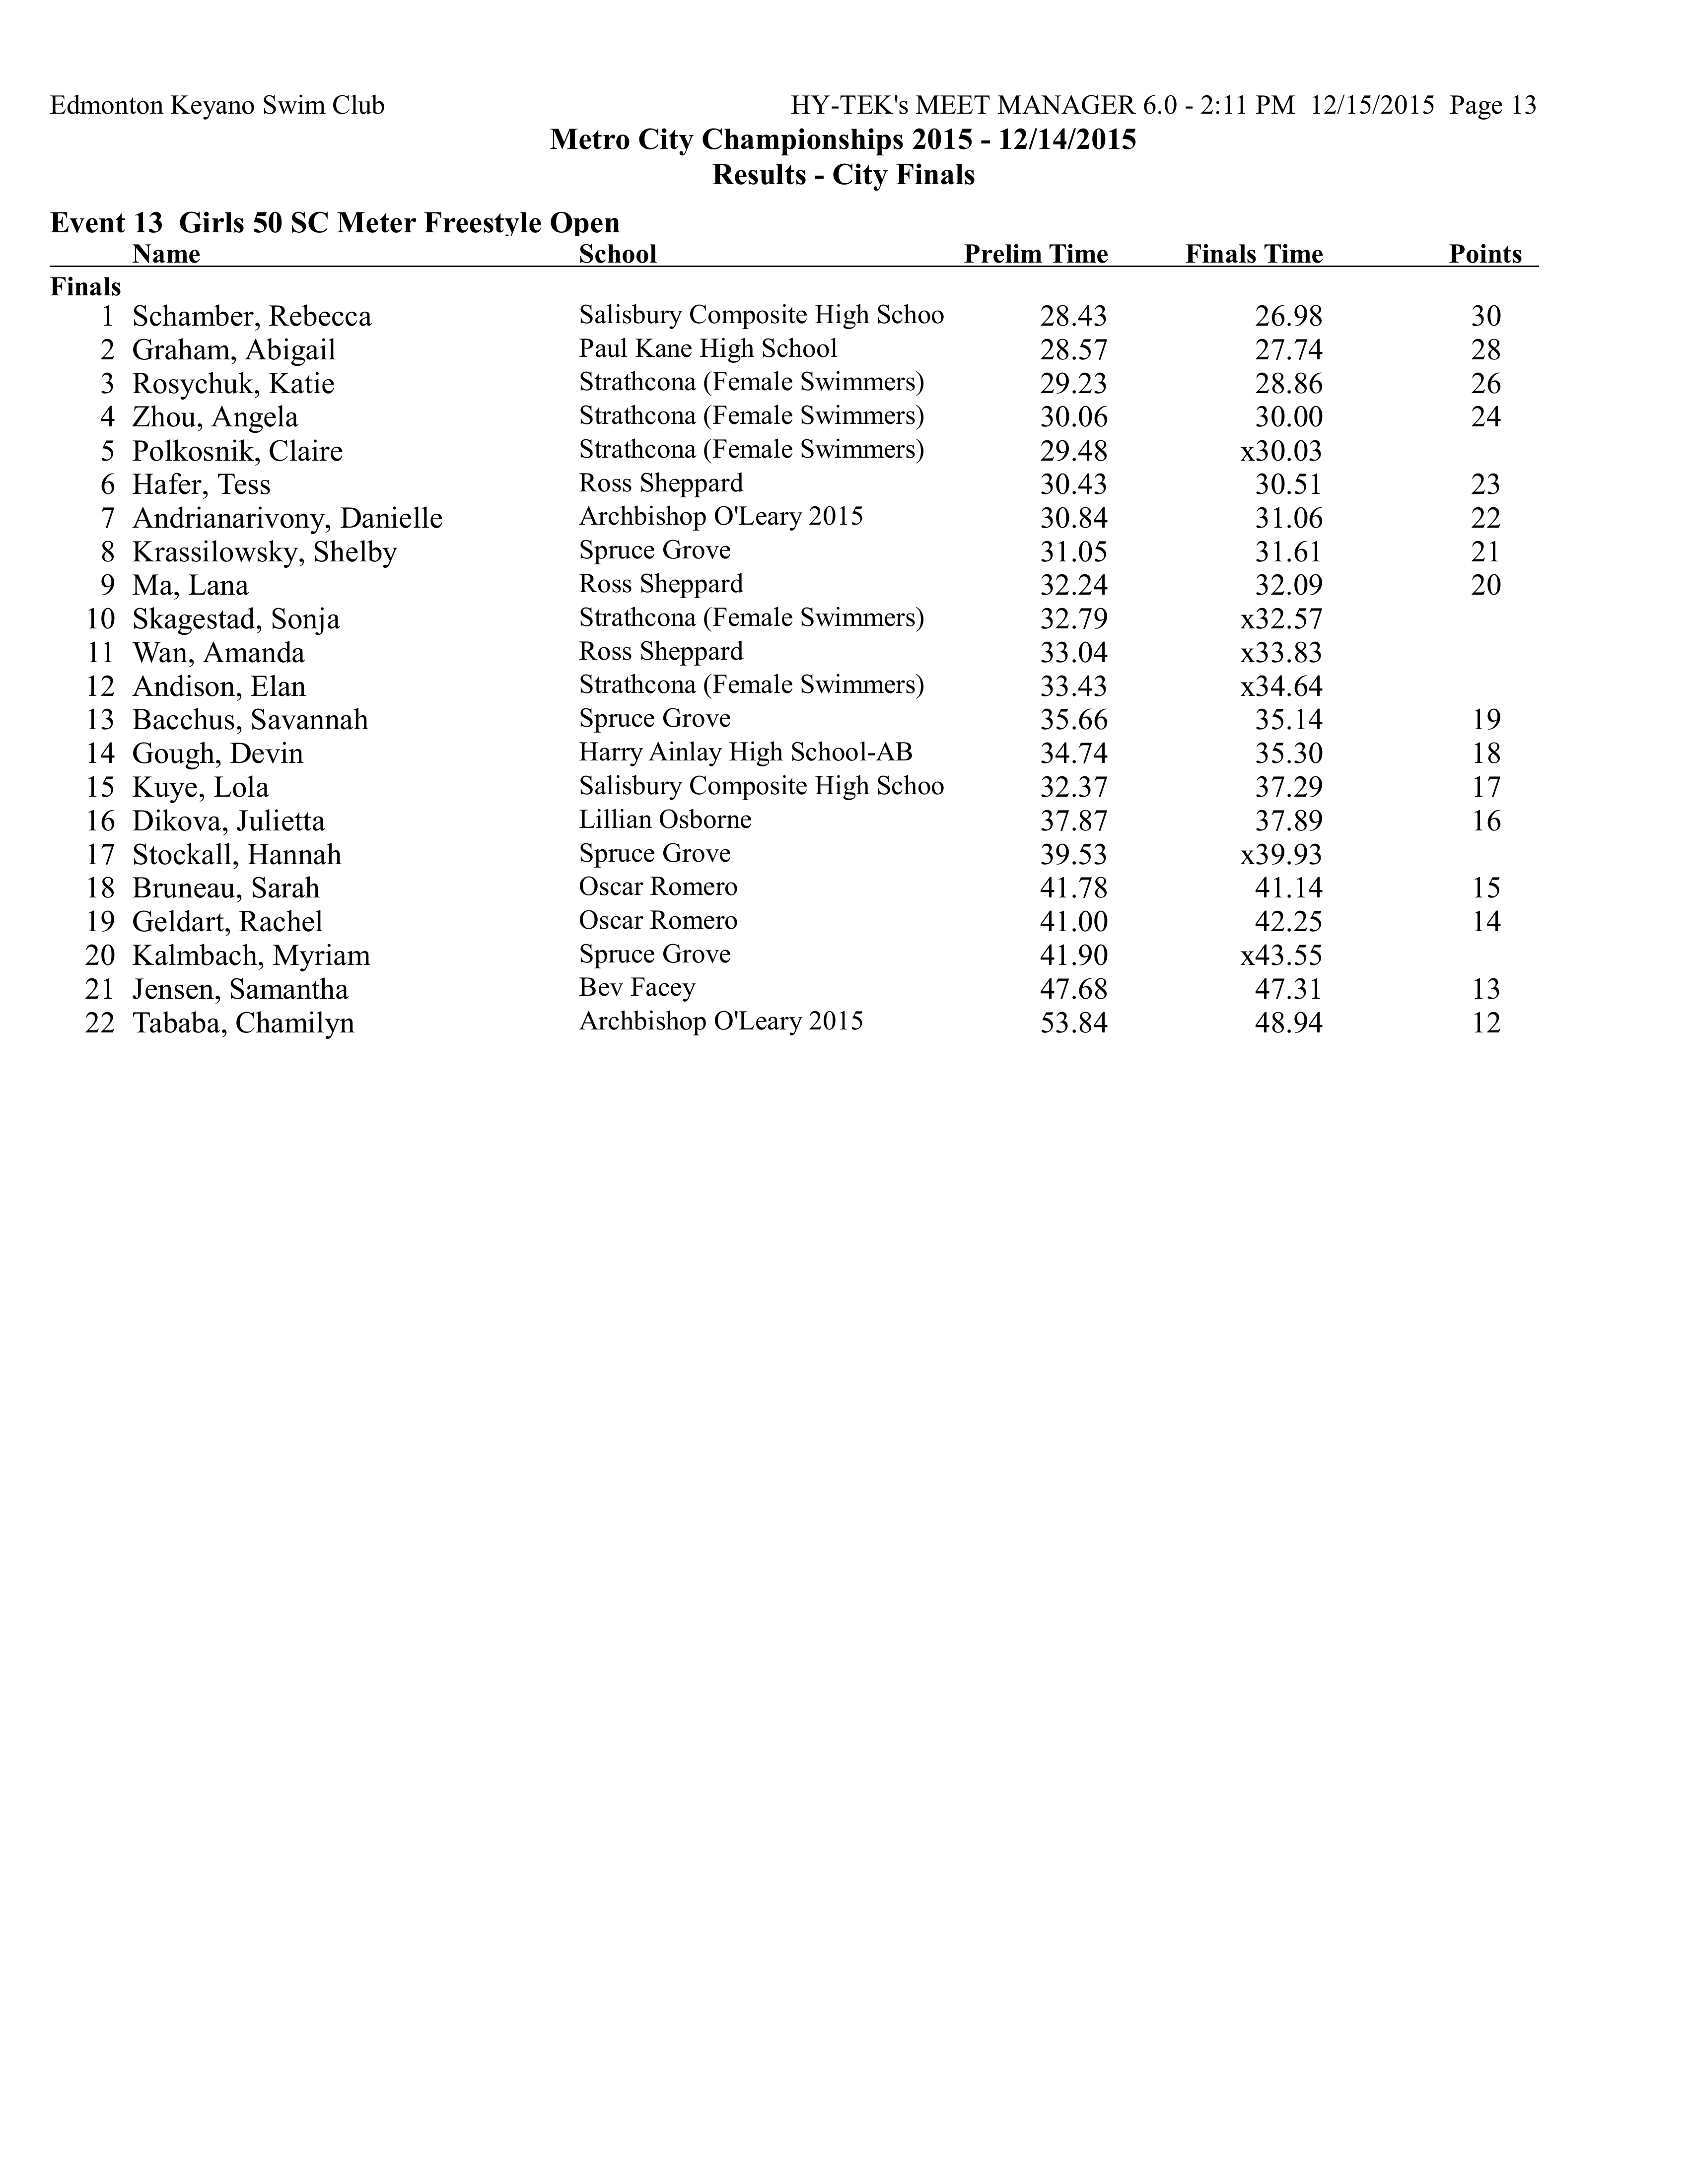 Edmonton Keyano Swim Club HY-TEK's MEET MANAGER 6.0 - 2:11 PM 12/15/2015 Page 13
Metro City Championships 2015 - 12/14/2015
Results - City Finals
Event 13 Girls 50 SC Meter Freestyle Open
Name School Prelim Time Finals Time Points
Finals
1 Schamber, Rebecca Salisbury Composite High Schoo 28.43 26.98 30
2 Graham, Abigail Paul Kane High School 28.57 27.74 28
3 Rosychuk, Katie Strathcona (Female Swimmers) 29.23 28.86 26
4 Zhou, Angela Strathcona (Female Swimmers) 30.06 30.00 24
5 Polkosnik, Claire Strathcona (Female Swimmers) 29.48 x30.03
6 Hafer, Tess Ross Sheppard 30.43 30.51 23
7 Andrianarivony, Danielle Archbishop O'Leary 2015 30.84 31.06 22
8 Krassilowsky, Shelby Spruce Grove 31.05 31.61 21
9 Ma, Lana Ross Sheppard 32.24 32.09 20
10 Skagestad, Sonja Strathcona (Female Swimmers) 32.79 x32.57
11 Wan, Amanda Ross Sheppard 33.04 x33.83
12 Andison, Elan Strathcona (Female Swimmers) 33.43 x34.64
13 Bacchus, Savannah Spruce Grove 35.66 35.14 19
14 Gough, Devin Harry Ainlay High School-AB 34.74 35.30 18
15 Kuye, Lola Salisbury Composite High Schoo 32.37 37.29 17
16 Dikova, Julietta Lillian Osborne 37.87 37.89 16
17 Stockall, Hannah Spruce Grove 39.53 x39.93
18 Bruneau, Sarah Oscar Romero 41.78 41.14 15
19 Geldart, Rachel Oscar Romero 41.00 42.25 14
20 Kalmbach, Myriam Spruce Grove 41.90 x43.55
21 Jensen, Samantha Bev Facey 47.68 47.31 13
22 Tababa, Chamilyn Archbishop O'Leary 2015 53.84 48.94 12